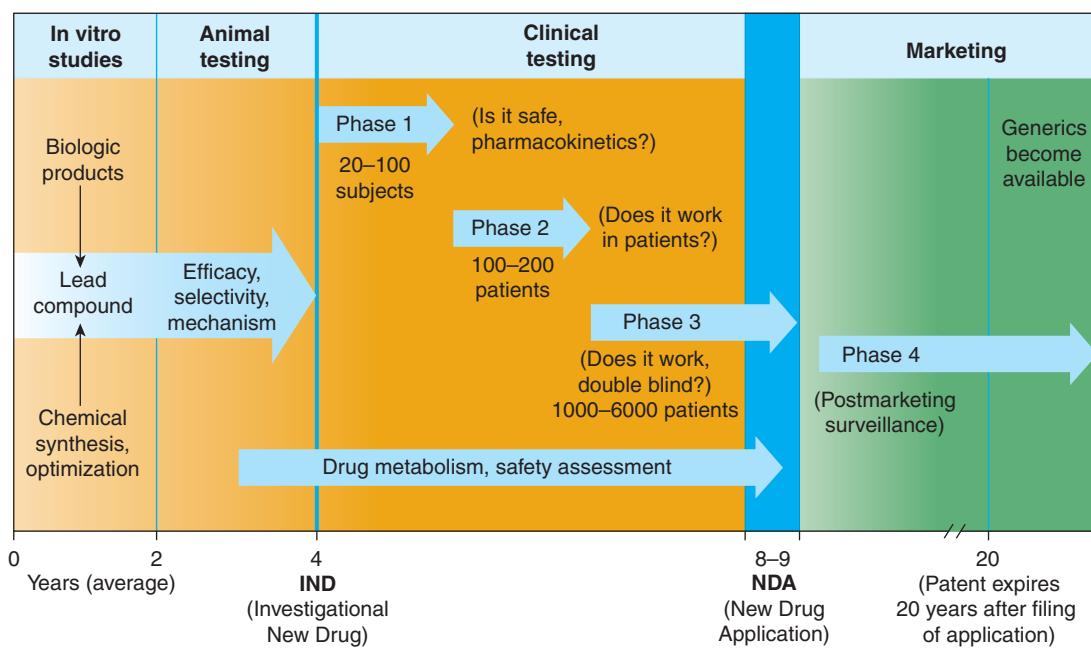 In vitro
studies
Animal
testing
Clinical
testing
Marketing
Biologic
products
Lead
compound
Chemical
synthesis,
optimization
Efficacy,
selectivity,
mechanism
Phase 1
20–100
subjects
(Is it safe,
pharmacokinetics?)
Phase 2
100–200
patients
(Does it work
in patients?)
Phase 3
(Does it work,
double blind?)
1000–6000 patients
Drug metabolism, safety assessment
Generics
become
available
Phase 4
(Postmarketing
surveillance)
0
2
Years (average)
4
IND
(Investigational
New Drug)
8–9
NDA
(New Drug
Application)
20
(Patent expires
20 years after filing
of application)